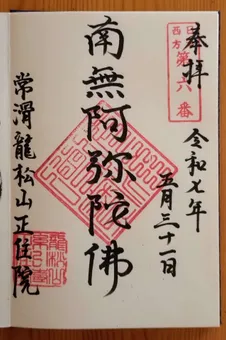 奉拝
西方
第六番
令和七年
五月三十一日
南無阿弥陀佛
常滑龍松山正住院